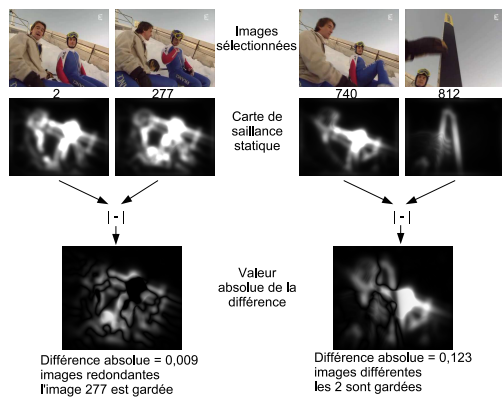 Images
sélectionnées
2
277
740
812
Carte de
saillance
statique
| - |
| - |
Valeur
absolue de la
différence
Différence absolue = 0,009
images redondantes
l'image 277 est gardée
Différence absolue = 0,123
images différentes
les 2 sont gardées